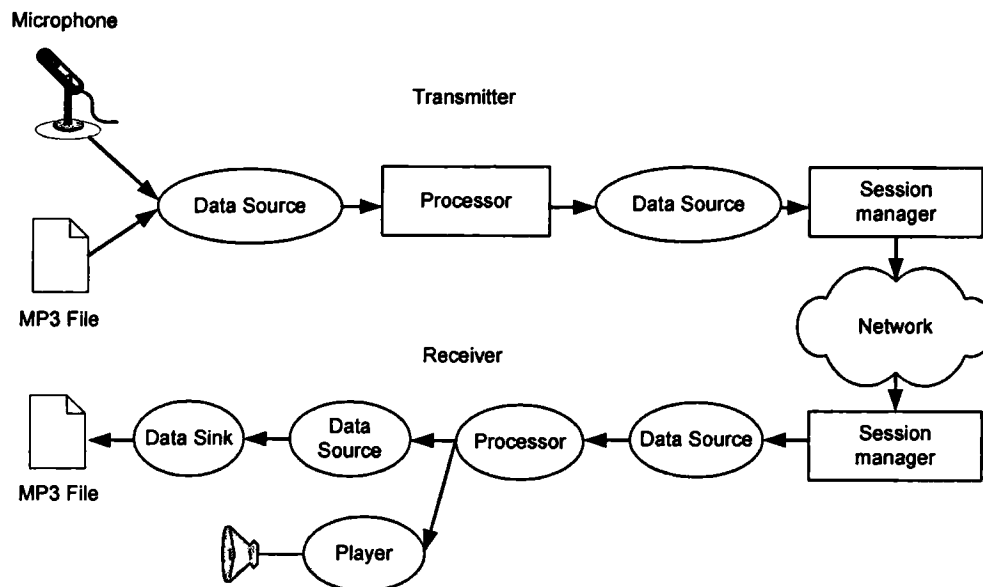 Microphone
Transmitter
Data Source
Processor
Data Source
Session
manager
MP3 File
Network
Receiver
MP3 File
Data Sink
Data
Source
Processor
Data Source
Session
manager
Player